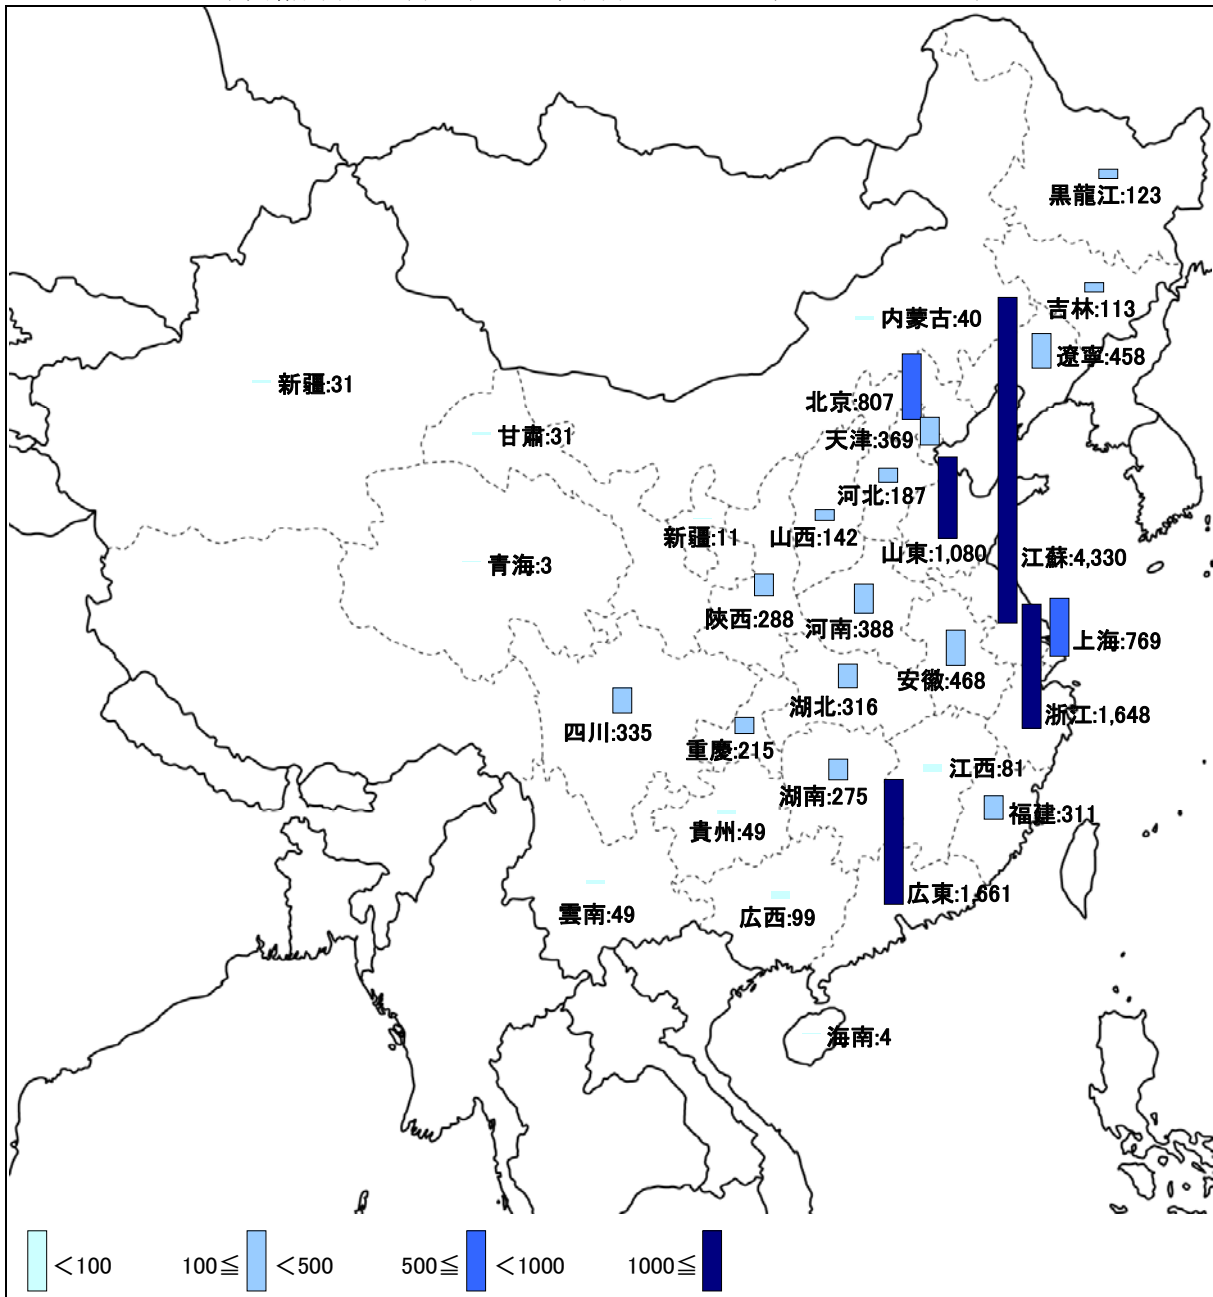 黒龍江:123
吉林:113
内蒙古:40
遼寧:458
新疆:31
北京:807
天津:369
甘粛:31
河北:187
新疆:11
山西:142
山東:1,080
江蘇:4,330
青海:3
陝西:288
河南:388
上海:769
安徽:468
湖北:316
浙江:1,648
四川:335
重慶:215
江西:81
湖南:275
福建:311
貴州:49
広東:1,661
雲南:49
広西:99
海南:4
<100 100≦ <500 500≦ <1000 1000≦